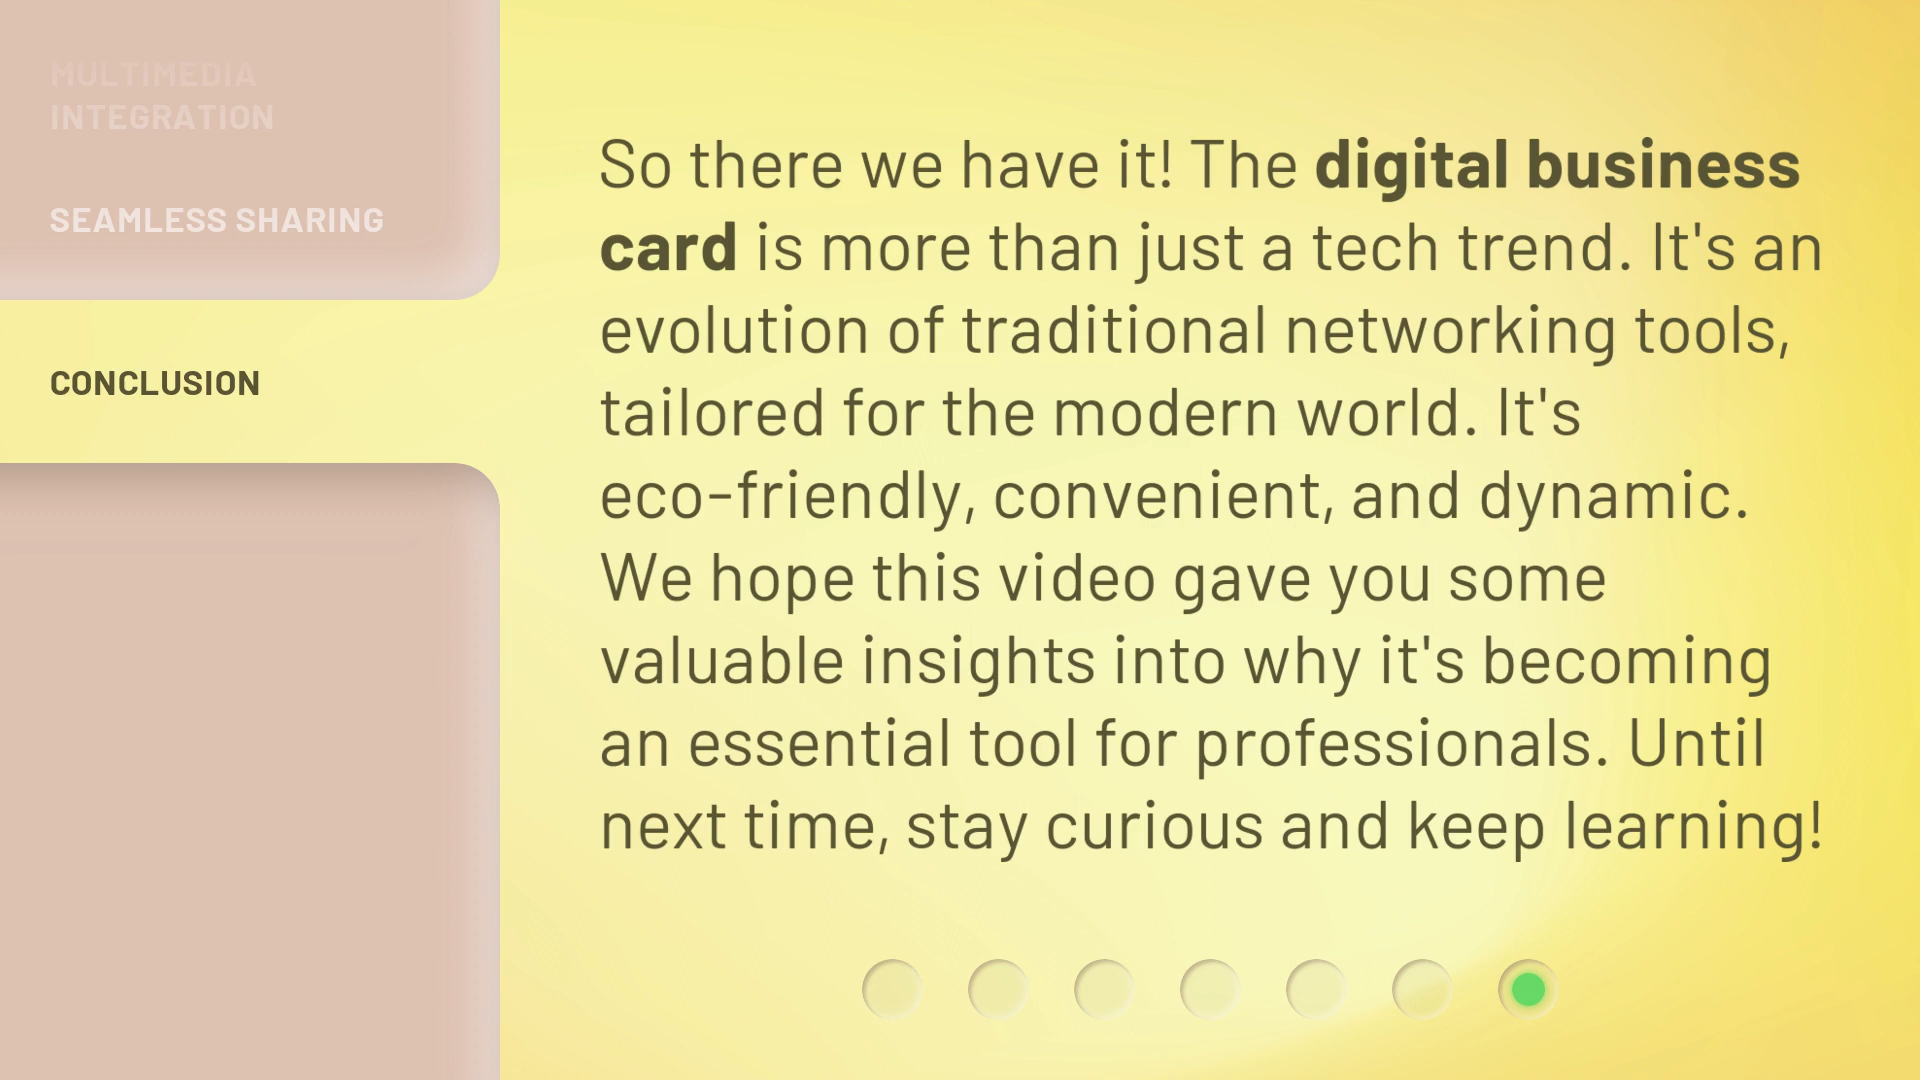 MULTIMEDIA
INTEGRATION
SEAMLESS SHARING
CONCLUSION
So there we have it! The digital business
card is more than just a tech trend. It's an
evolution of traditional networking tools,
tailored for the modern world. It's
eco-friendly, convenient, and dynamic.
We hope this video gave you some
valuable insights into why it's becoming
an essential tool for professionals. Until
next time, stay curious and keep learning!